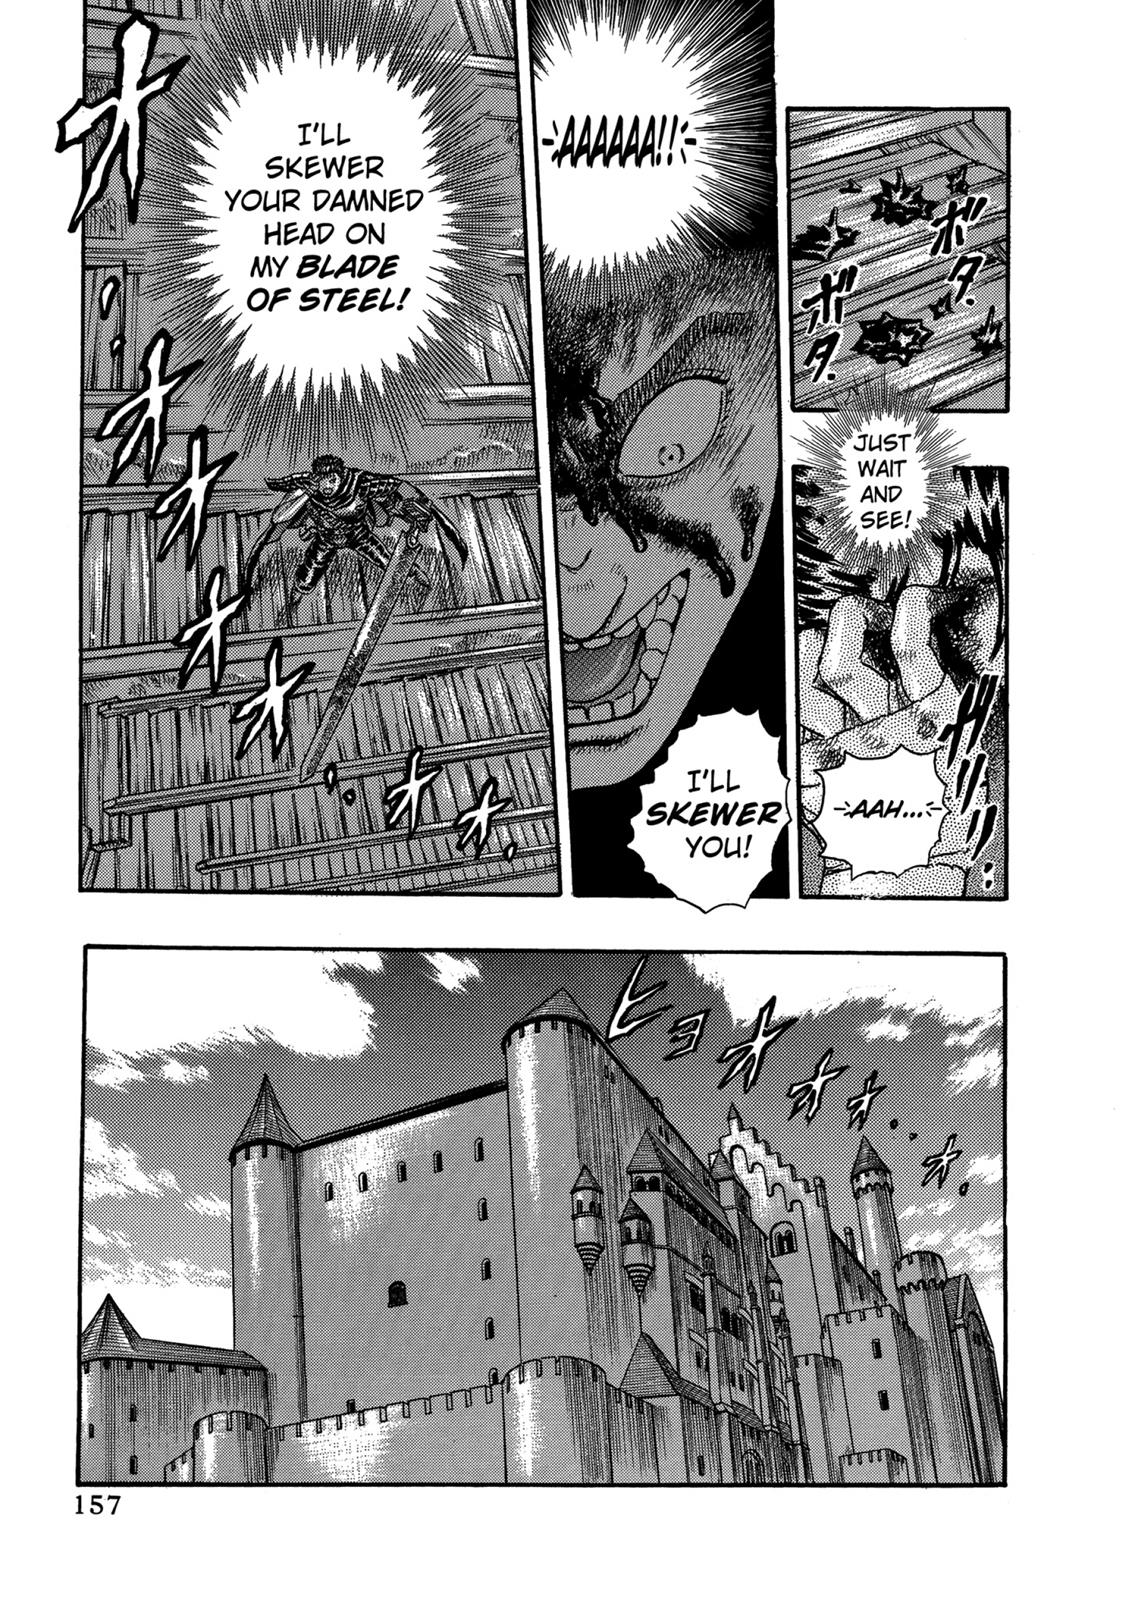 ボタ
ボタ
JUST
WAIT
AND
SEE!
ガリリ...
AAH...
AAAAAA!!
I'LL
SKEWER
YOU!
I'LL
SKEWER
YOUR DAMNED
HEAD ON
MY BLADE
OF STEEL!
オ...オオオオ...オオ
ヒョオオオ...オ
157